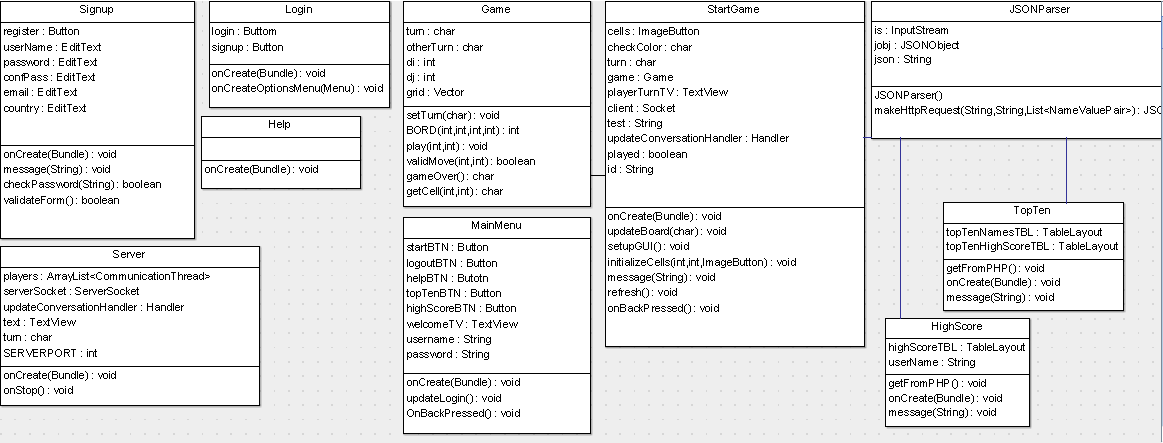 Signup
register : Button
userName : EditText
password : EditText
confPass : EditText
email : EditText
country : EditText
onCreate(Bundle) : void
message(String) : void
checkPassword(String) : boolean
validateForm() : boolean
Login
login : Buttom
signup : Button
onCreate(Bundle) : void
onCreateOptionsMenu(Menu) : void
Help
onCreate(Bundle) : void
Server
players : ArrayList<CommunicationThread>
serverSocket : ServerSocket
updateConversationHandler : Handler
text : TextView
turn : char
SERVERPORT : int
onCreate(Bundle) : void
onStop() : void
Game
turn : char
otherTurn : char
di : int
dj : int
grid : Vector
setTurn(char) : void
BORD(int,int,int,int) : int
play(int,int) : void
validMove(int,int) : boolean
gameOver() : char
getCell(int,int) : char
MainMenu
startBTN : Button
logoutBTN : Button
helpBTN : Butotn
topTenBTN : Button
highScoreBTN : Button
welcomeTV : TextView
username : String
password : String
onCreate(Bundle) : void
updateLogin() : void
OnBackPressed() : void
StartGame
cells : ImageButton
checkColor : char
turn : char
game : Game
playerTurnTV : TextView
client : Socket
test : String
updateConversationHandler : Handler
played : boolean
id : String
onCreate(Bundle) : void
updateBoard(char) : void
setupGUI() : void
initializeCells(int,int,ImageButton) : void
message(String) : void
refresh() : void
onBackPressed() : void
JSONParser
is : InputStream
jobj : JSONObject
json : String
JSONParser()
makeHttpRequest(String,String,List<NameValuePair>) : JSO
TopTen
topTenNamesTBL : TableLayout
topTenHighScoreTBL : TableLayout
getFromPHP() : void
onCreate(Bundle) : void
message(String) : void
HighScore
highScoreTBL : TableLayout
userName : String
getFromPHP() : void
onCreate(Bundle) : void
message(String) : void